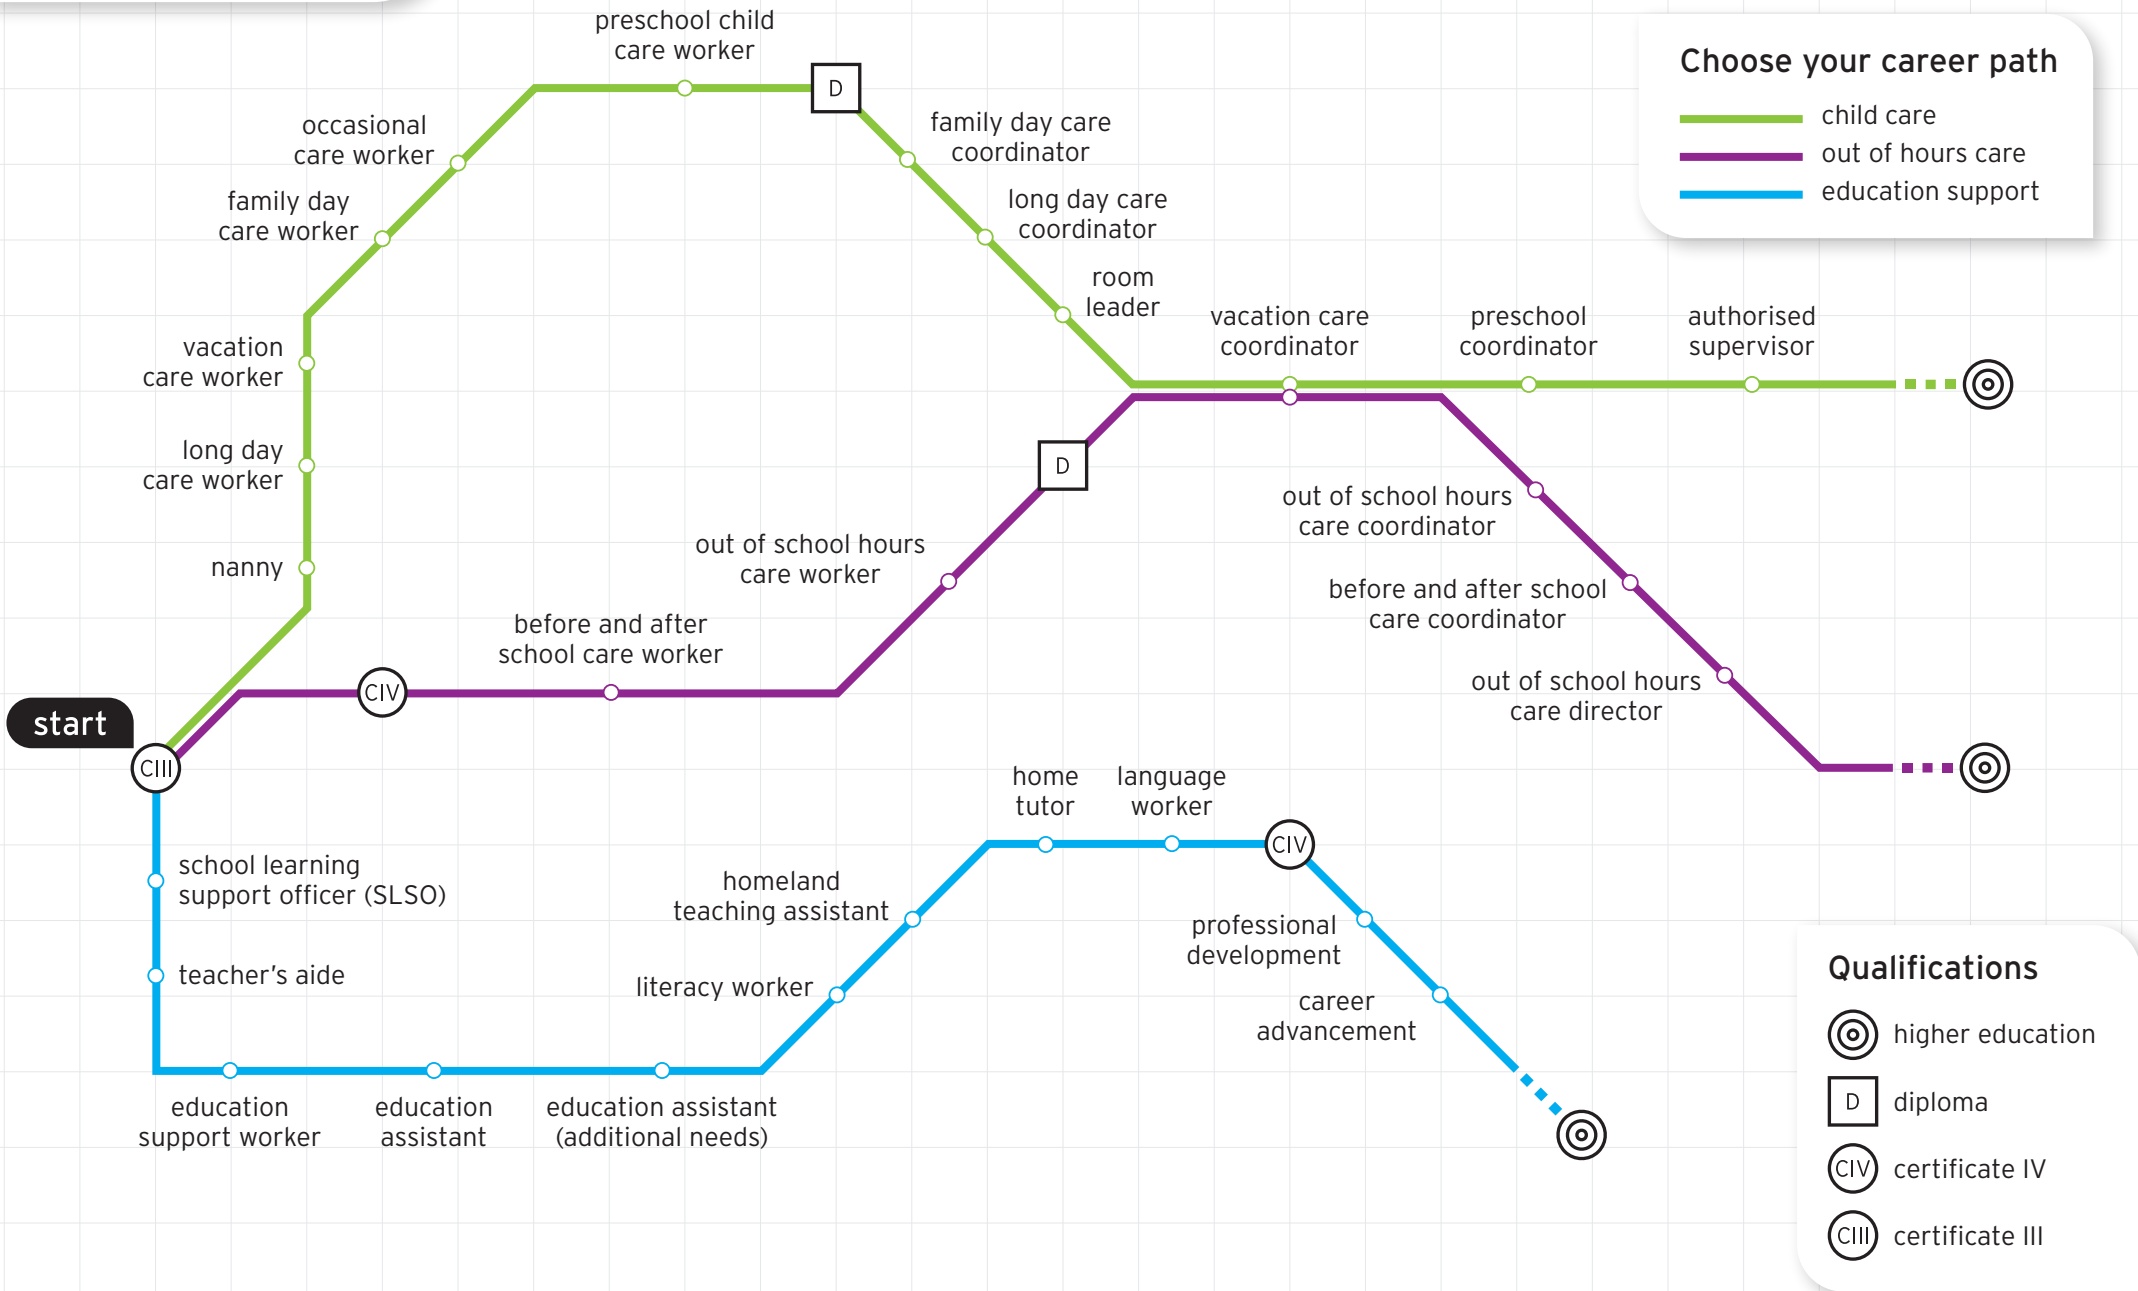 preschool child
care worker
D
occasional
care worker
family day care
coordinator
family day
care worker
long day care
coordinator
room
leader
vacation
care worker
long day
care worker
nanny
vacation care
coordinator
preschool
coordinator
authorised
supervisor
Choose your career path
child care
out of hours care
education support
D
out of school hours
care worker
before and after
school care worker
CIV
out of school hours
care coordinator
before and after school
care coordinator
out of school hours
care director
start
CIII
school learning
support officer (SLSO)
teacher's aide
education
support worker
education
assistant
education assistant
(additional needs)
literacy worker
homeland
teaching assistant
home
tutor
language
worker
CIV
professional
development
career
advancement
Qualifications
higher education
D diploma
CIV certificate IV
CIII certificate III